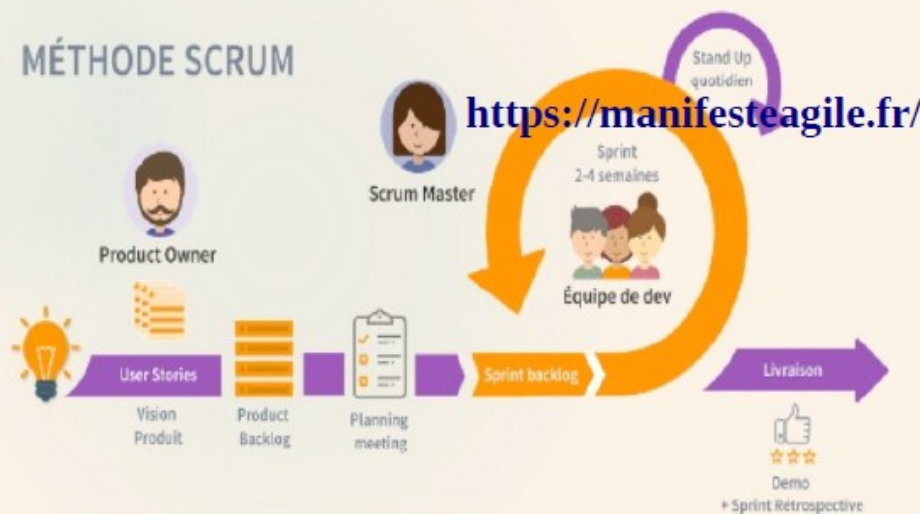 MÉTHODE SCRUM
Stand Up
quotidien
https://manifesteagile.fr/
Sprint
2-4 semaines
Scrum Master
Product Owner
Équipe de dev
User Stories
Sprint backlog
Livraison
Vision
Produit
Product
Backlog
Planning
meeting
Demo
+ Sprint Rétrospective